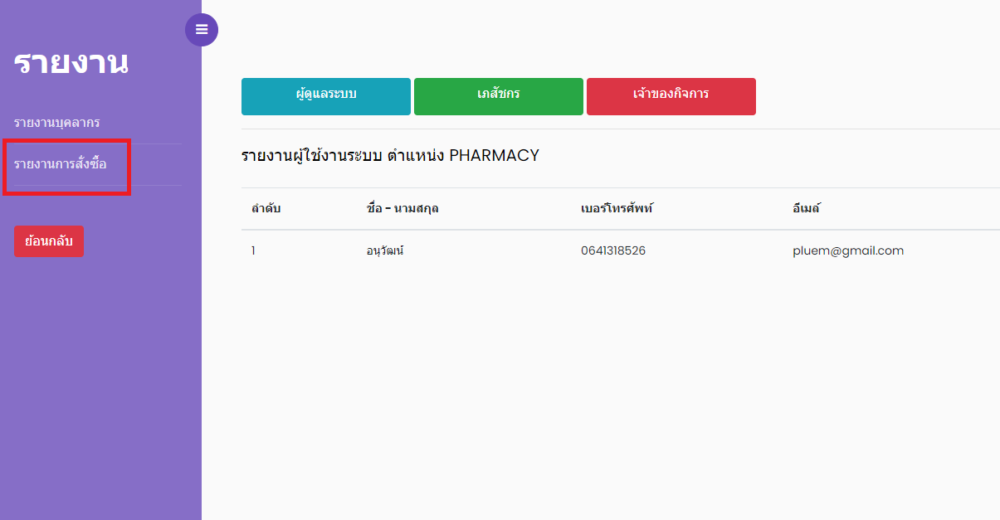 รายงาน
รายงานบุคลากร
รายงานการสั่งซื้อ
ย้อนกลับ
ผู้ดูแลระบบ เภสัชกร เจ้าของกิจการ
รายงานผู้ใช้งานระบบ ตำแหน่ง PHARMACY
ลำดับ ชื่อ - นามสกุล เบอร์โทรศัพท์ อีเมล์
1 อนุวัฒน์ 0641318526 pluem@gmail.com